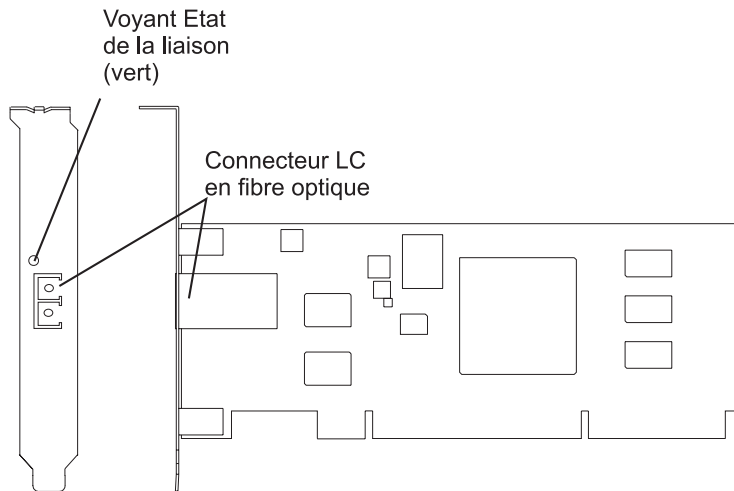 Voyant Etat
de la liaison
(vert)
Connecteur LC
en fibre optique